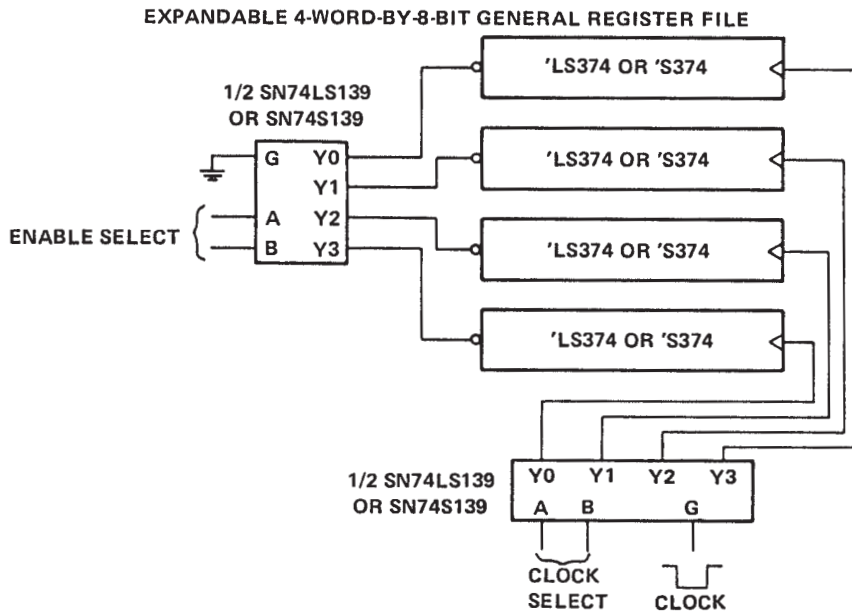 EXPANDABLE 4-WORD-BY-8-BIT GENERAL REGISTER FILE
'LS374 OR 'S374
1/2 SN74LS139
OR SN74S139
G Y0
Y1
A Y2
B Y3
ENABLE SELECT
'LS374 OR 'S374
'LS374 OR 'S374
'LS374 OR 'S374
1/2 SN74LS139
OR SN74S139
Y0 Y1 Y2 Y3
A B G
CLOCK
SELECT
CLOCK